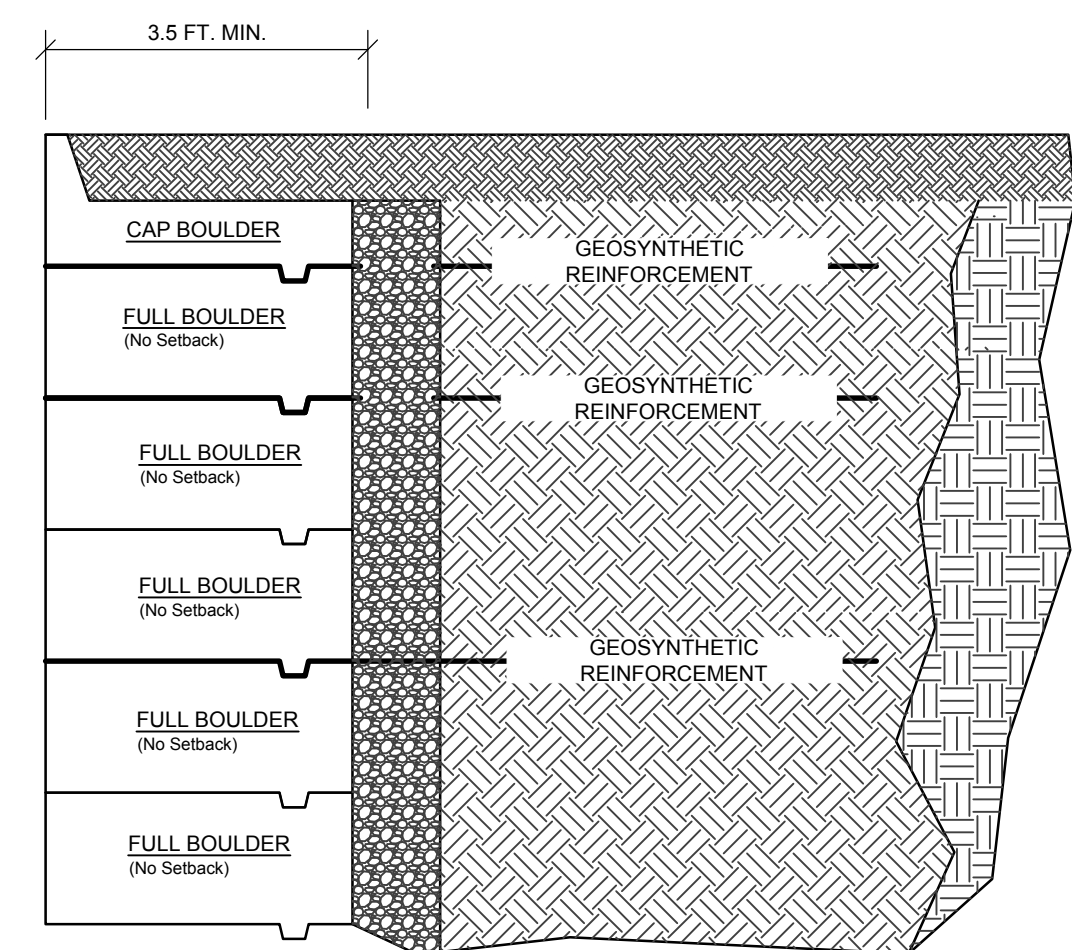 3.5 FT. MIN.
CAP BOULDER
GEOSYNTHETIC
REINFORCEMENT
FULL BOULDER
(No Setback)
GEOSYNTHETIC
REINFORCEMENT
FULL BOULDER
(No Setback)
FULL BOULDER
(No Setback)
GEOSYNTHETIC
REINFORCEMENT
FULL BOULDER
(No Setback)
FULL BOULDER
(No Setback)